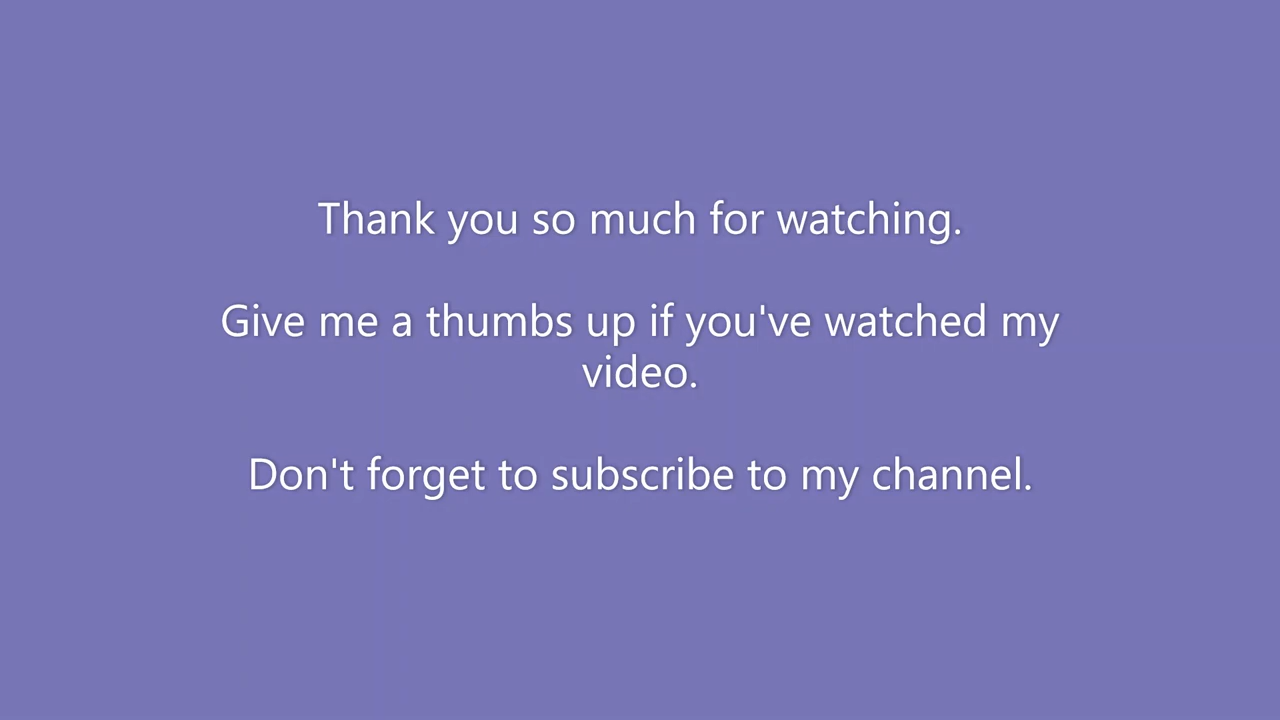 Thank you so much for watching.
Give me a thumbs up if you've watched my
video.
Don't forget to subscribe to my channel.